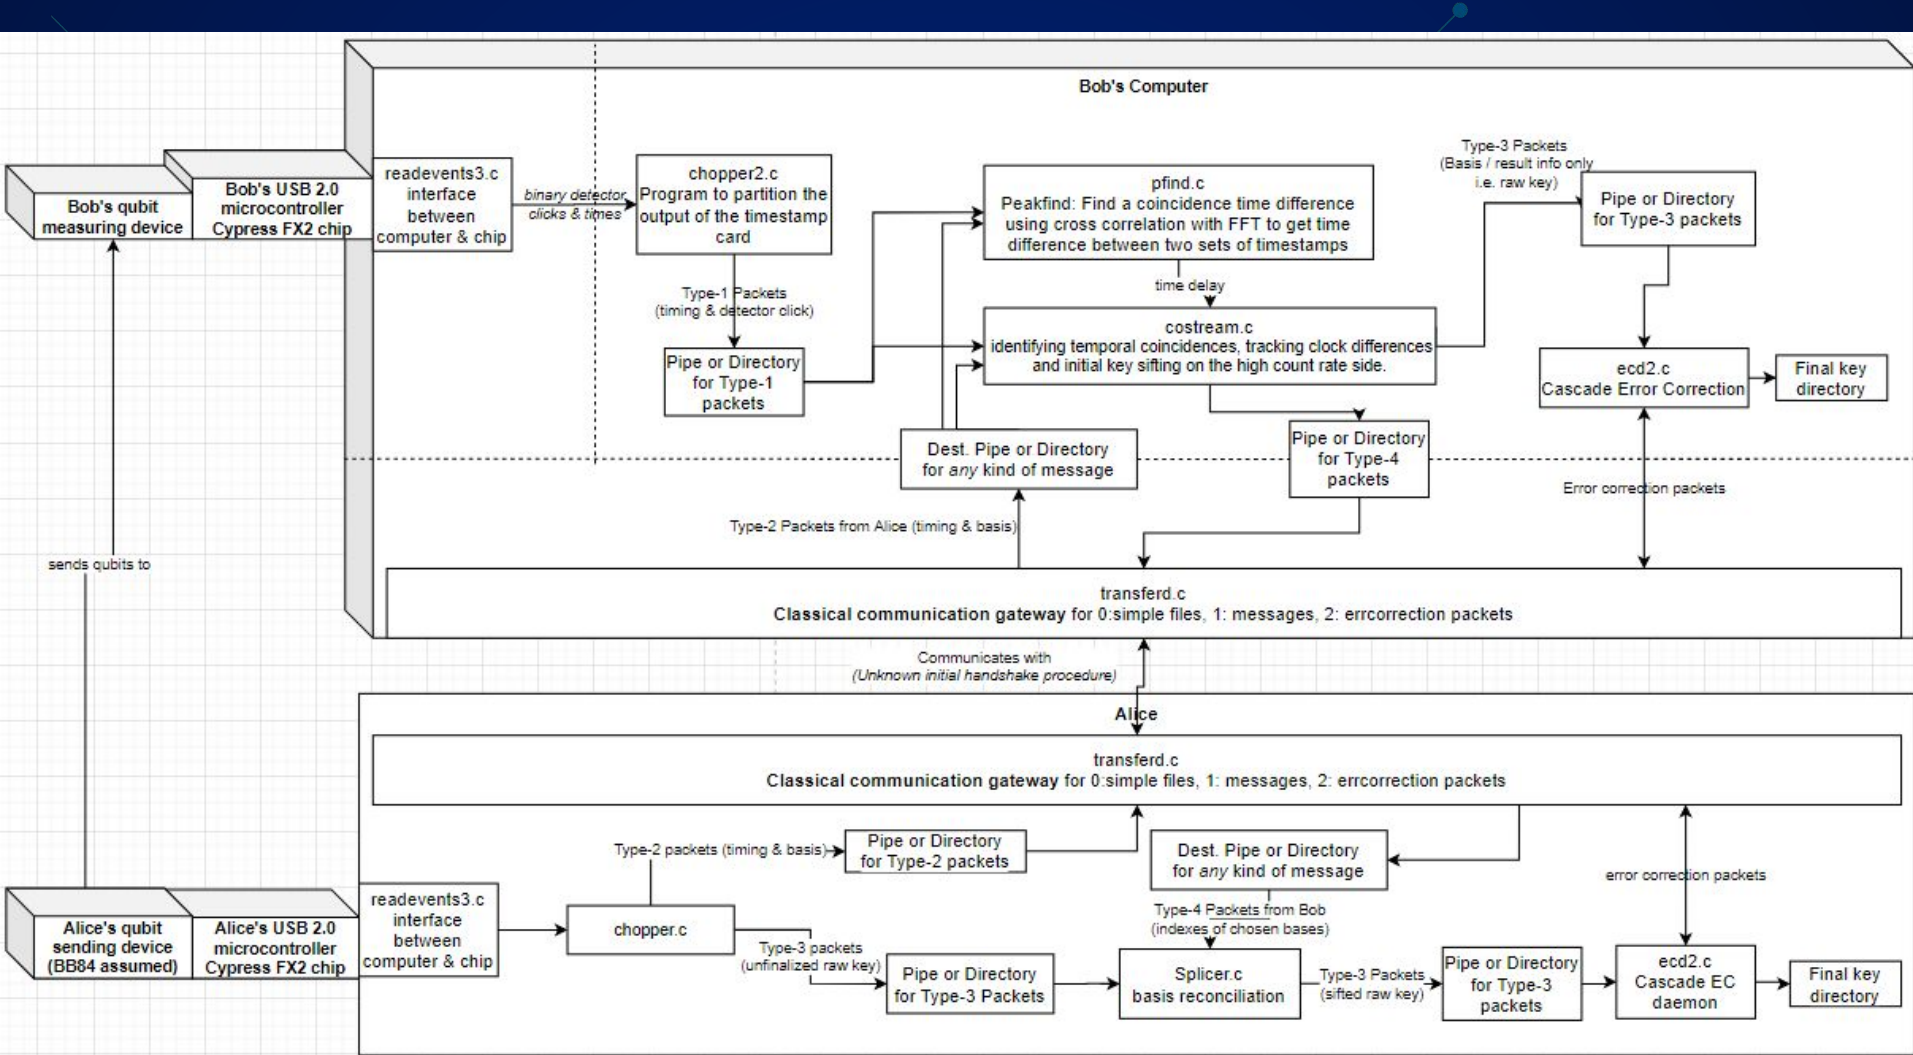 Bob's Computer
Bob's qubit
measuring device
Bob's USB 2.0
microcontroller
Cypress FX2 chip
readevents3.c
interface
between
computer & chip
binary detector
clicks & times
chopper2.c
Program to partition the
output of the timestamp
card
Type-1 Packets
(timing & detector click)
Pipe or Directory
for Type-1
packets
pfind.c
Peakfind: Find a coincidence time difference
using cross correlation with FFT to get time
difference between two sets of timestamps
time delay
costream.c
identifying temporal coincidences, tracking clock differences
and initial key sifting on the high count rate side.
Type-3 Packets
(Basis / result info only
i.e. raw key)
Pipe or Directory
for Type-3 packets
ecd2.c
Cascade Error Correction
Final key
directory
Dest. Pipe or Directory
for any kind of message
Pipe or Directory
for Type-4
packets
Error correction packets
Type-2 Packets from Alice (timing & basis)
sends qubits to
transferd.c
Classical communication gateway for 0:simple files, 1: messages, 2: errcorrection packets
Communicates with
(Unknown initial handshake procedure)
Alice
transferd.c
Classical communication gateway for 0:simple files, 1: messages, 2: errcorrection packets
Type-2 packets (timing & basis)
Pipe or Directory
for Type-2 packets
Dest. Pipe or Directory
for any kind of message
error correction packets
Alice's qubit
sending device
(BB84 assumed)
Alice's USB 2.0
microcontroller
Cypress FX2 chip
readevents3.c
interface
between
computer & chip
chopper.c
Type-3 packets
(unfinalized raw key)
Pipe or Directory
for Type-3 Packets
Type-4 Packets from Bob
(indexes of chosen bases)
Splicer.c
basis reconciliation
Type-3 Packets
(sifted raw key)
Pipe or Directory
for Type-3
packets
ecd2.c
Cascade EC
daemon
Final key
directory